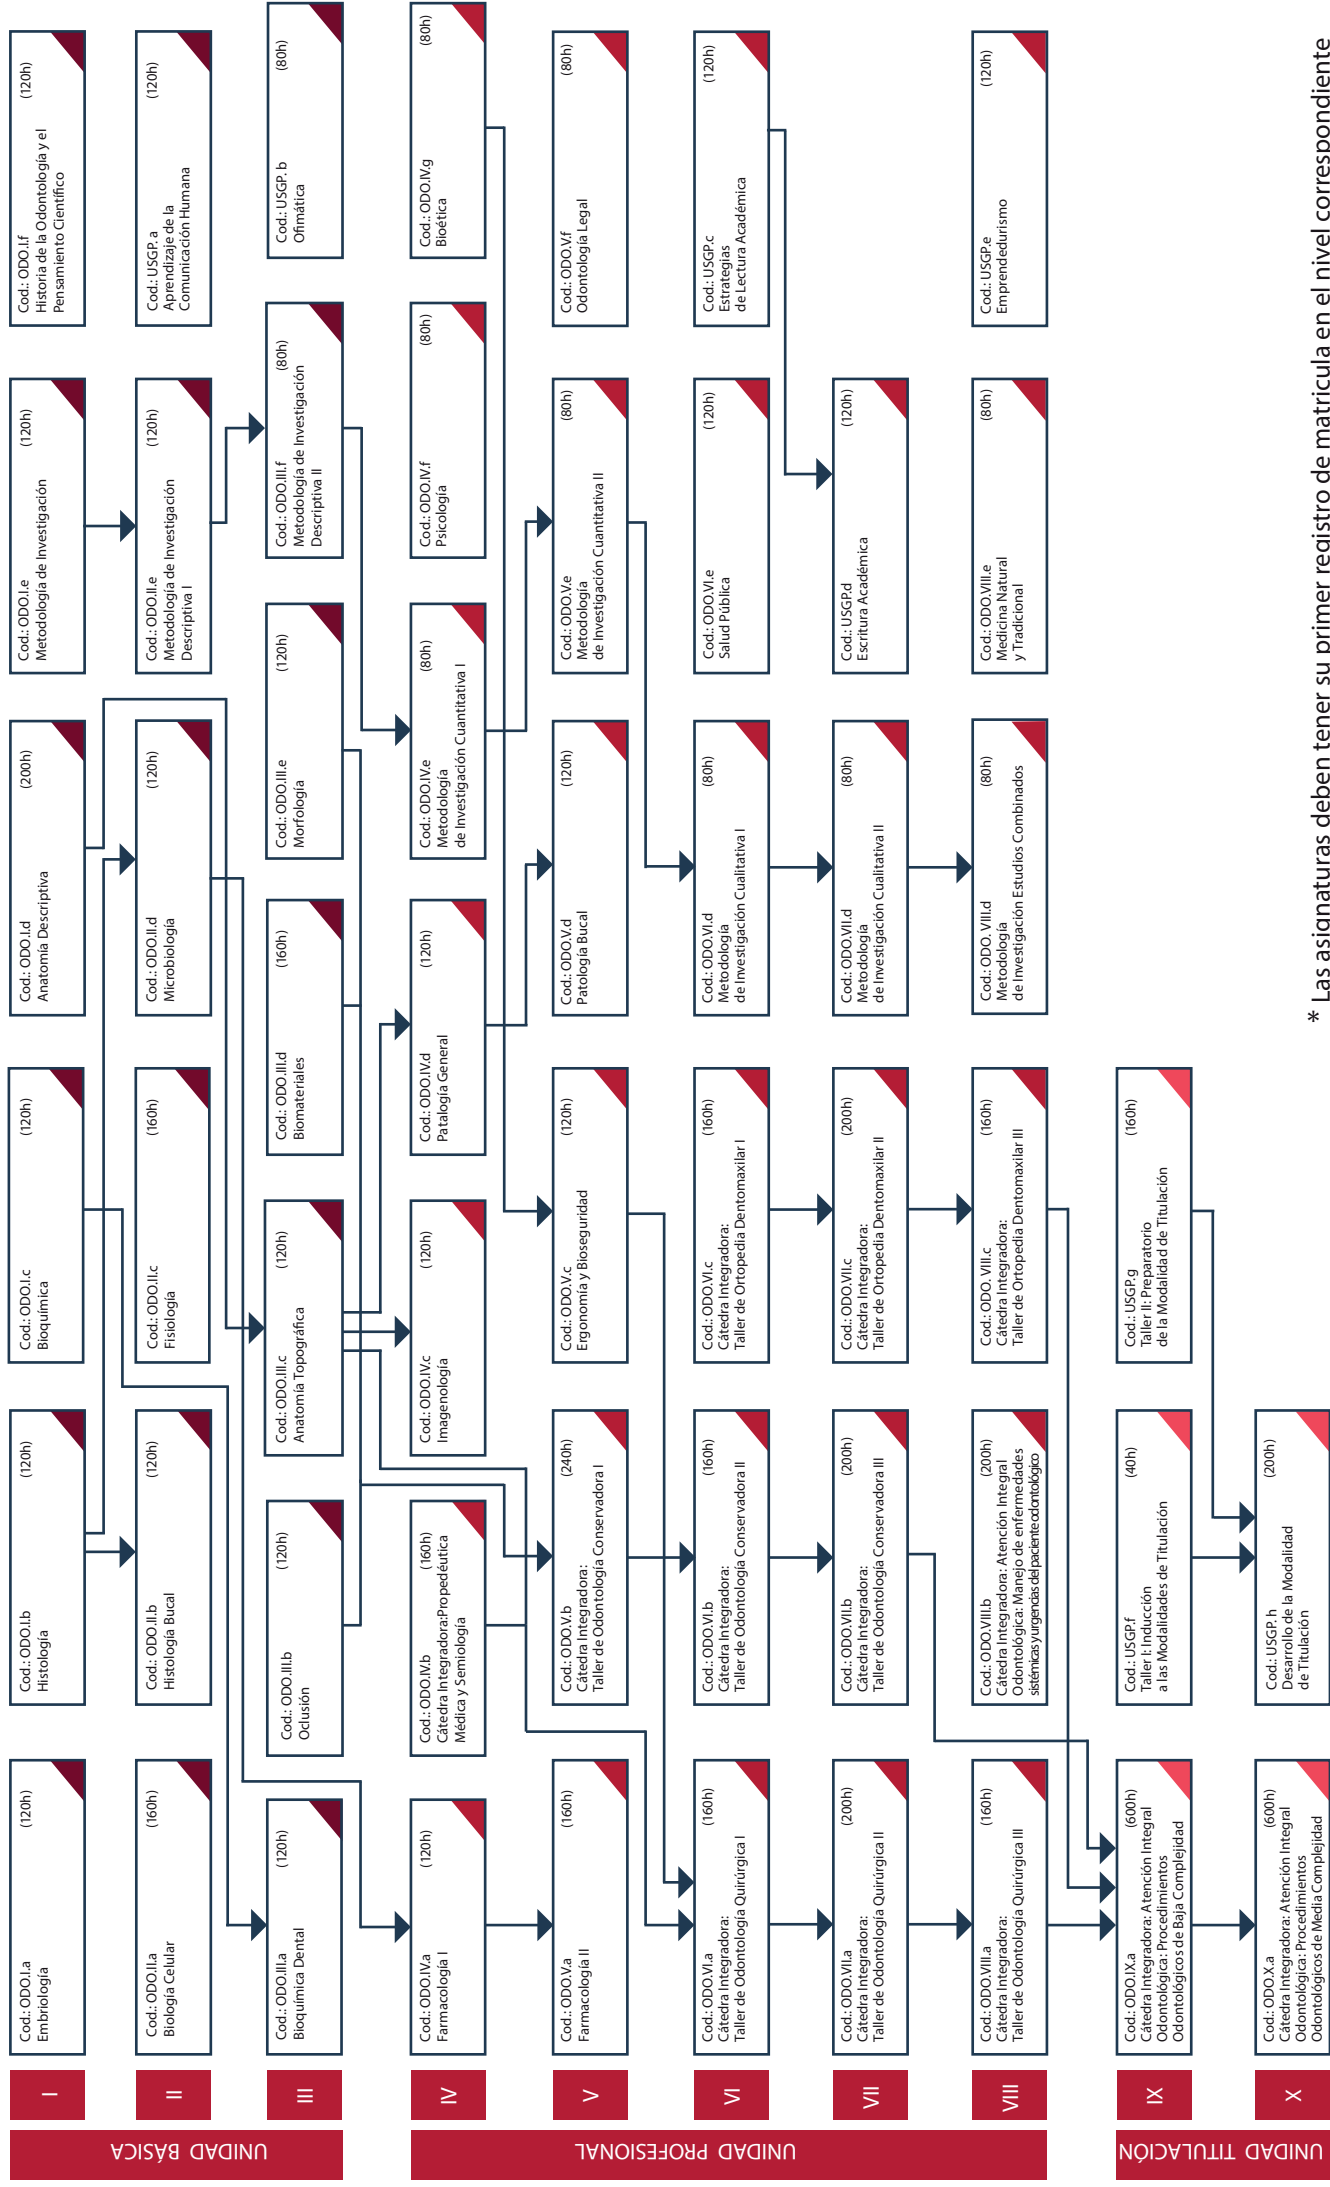 UNIDAD BÁSICA
I
Cod.: ODO.I.a
Embriología
(120h)
Cod.: ODO.I.b
Histología
(120h)
Cod.: ODO.I.c
Bioquímica
(120h)
Cod.: ODO.I.d
Anatomía Descriptiva
(200h)
Cod.: ODO.I.e
Metodología de Investigación
(120h)
Cod.: ODO.I.f
Historia de la Odontología y el
Pensamiento Científico
(120h)
II
Cod.: ODO.II.a
Biología Celular
(160h)
Cod.: ODO.II.b
Histología Bucal
(120h)
Cod.: ODO.II.c
Fisiología
(160h)
Cod.: ODO.II.d
Microbiología
(120h)
Cod.: ODO.II.e
Metodología de Investigación
Descriptiva I
(120h)
Cod.: USGP. a
Aprendizaje de la
Comunicación Humana
(120h)
III
Cod.: ODO.III.a
Bioquímica Dental
(120h)
Cod.: ODO.III.b
Oclusión
(120h)
Cod.: ODO.III.c
Anatomía Topográfica
(120h)
Cod.: ODO.III.d
Biomateriales
(160h)
Cod.: ODO.III.e
Morfología
(120h)
Cod.: ODO.III.f
Metodología de Investigación
Descriptiva II
(80h)
Cod.: USGP. b
Ofimática
(80h)
UNIDAD PROFESIONAL
IV
Cod.: ODO.IV.a
Farmacología I
(120h)
Cod.: ODO.IV.b
Cátedra Integradora:Propedéutica
Médica y Semiología
(160h)
Cod.: ODO.IV.c
Imagenología
(120h)
Cod.: ODO.IV.d
Patalogía General
(120h)
Cod.: ODO.IV.e
Metodología
de Investigación Cuantitativa I
(80h)
Cod.: ODO.IV.f
Psicología
(80h)
Cod.: ODO.IV.g
Bioética
(80h)
V
Cod.: ODO.V.a
Farmacología II
(160h)
Cod.: ODO.V.b
Cátedra Integradora:
Taller de Odontología Conservadora I
(240h)
Cod.: ODO.V.c
Ergonomía y Bioseguridad
(120h)
Cod.: ODO.V.d
Patología Bucal
(120h)
Cod.: ODO.V.e
Metodología
de Investigación Cuantitativa II
(80h)
Cod.: ODO.V.f
Odontología Legal
(80h)
VI
Cod.: ODO.VI.a
Cátedra Integradora:
Taller de Odontología Quirúrgica I
(160h)
Cod.: ODO.VI.b
Cátedra Integradora:
Taller de Odontología Conservadora II
(160h)
Cod.: ODO.VI.c
Cátedra Integradora:
Taller de Ortopedia Dentomaxilar I
(160h)
Cod.: ODO.VI.d
Metodología
de Investigación Cualitativa I
(80h)
Cod.: ODO.VI.e
Salud Pública
(120h)
Cod.: USGP.c
Estrategias
de Lectura Académica
(120h)
VII
Cod.: ODO.VII.a
Cátedra Integradora:
Taller de Odontología Quirúrgica II
(200h)
Cod.: ODO.VII.b
Cátedra Integradora:
Taller de Odontología Conservadora III
(200h)
Cod.: ODO.VII.c
Cátedra Integradora:
Taller de Ortopedia Dentomaxilar II
(200h)
Cod.: ODO.VII.d
Metodología
de Investigación Cualitativa II
(80h)
Cod.: USGP.d
Escritura Académica
(120h)
VIII
Cod.: ODO.VIII.a
Cátedra Integradora:
Taller de Odontología Quirúrgica III
(160h)
Cod.: ODO.VIII.b
Cátedra Integradora: Atención Integral
Odontológica: Manejo de enfermedades
sistémicas y urgencias del paciente odontológico
(200h)
Cod.: ODO. VIII.c
Cátedra Integradora:
Taller de Ortopedia Dentomaxilar III
(160h)
Cod.: ODO. VIII.d
Metodología
de Investigación Estudios Combinados
(80h)
Cod.: ODO.VIII.e
Medicina Natural
y Tradicional
(80h)
Cod.: USGP.e
Emprendedurismo
(120h)
UNIDAD TITULACIÓN
IX
Cod.: ODO.IX.a
Cátedra Integradora: Atención Integral
Odontológica: Procedimientos
Odontológicos de Baja Complejidad
(600h)
Cod.: USGP.f
Taller I: Inducción
a las Modalidades de Titulación
(40h)
Cod.: USGP.g
Taller II: Preparatorio
de la Modalidad de Titulación
(160h)
X
Cod.: ODO.X.a
Cátedra Integradora: Atención Integral
Odontológica: Procedimientos
Odontológicos de Media Complejidad
(600h)
Cod.: USGP.h
Desarrollo de la Modalidad
de Titulación
(200h)
* Las asignaturas deben tener su primer registro de matricula en el nivel correspondiente